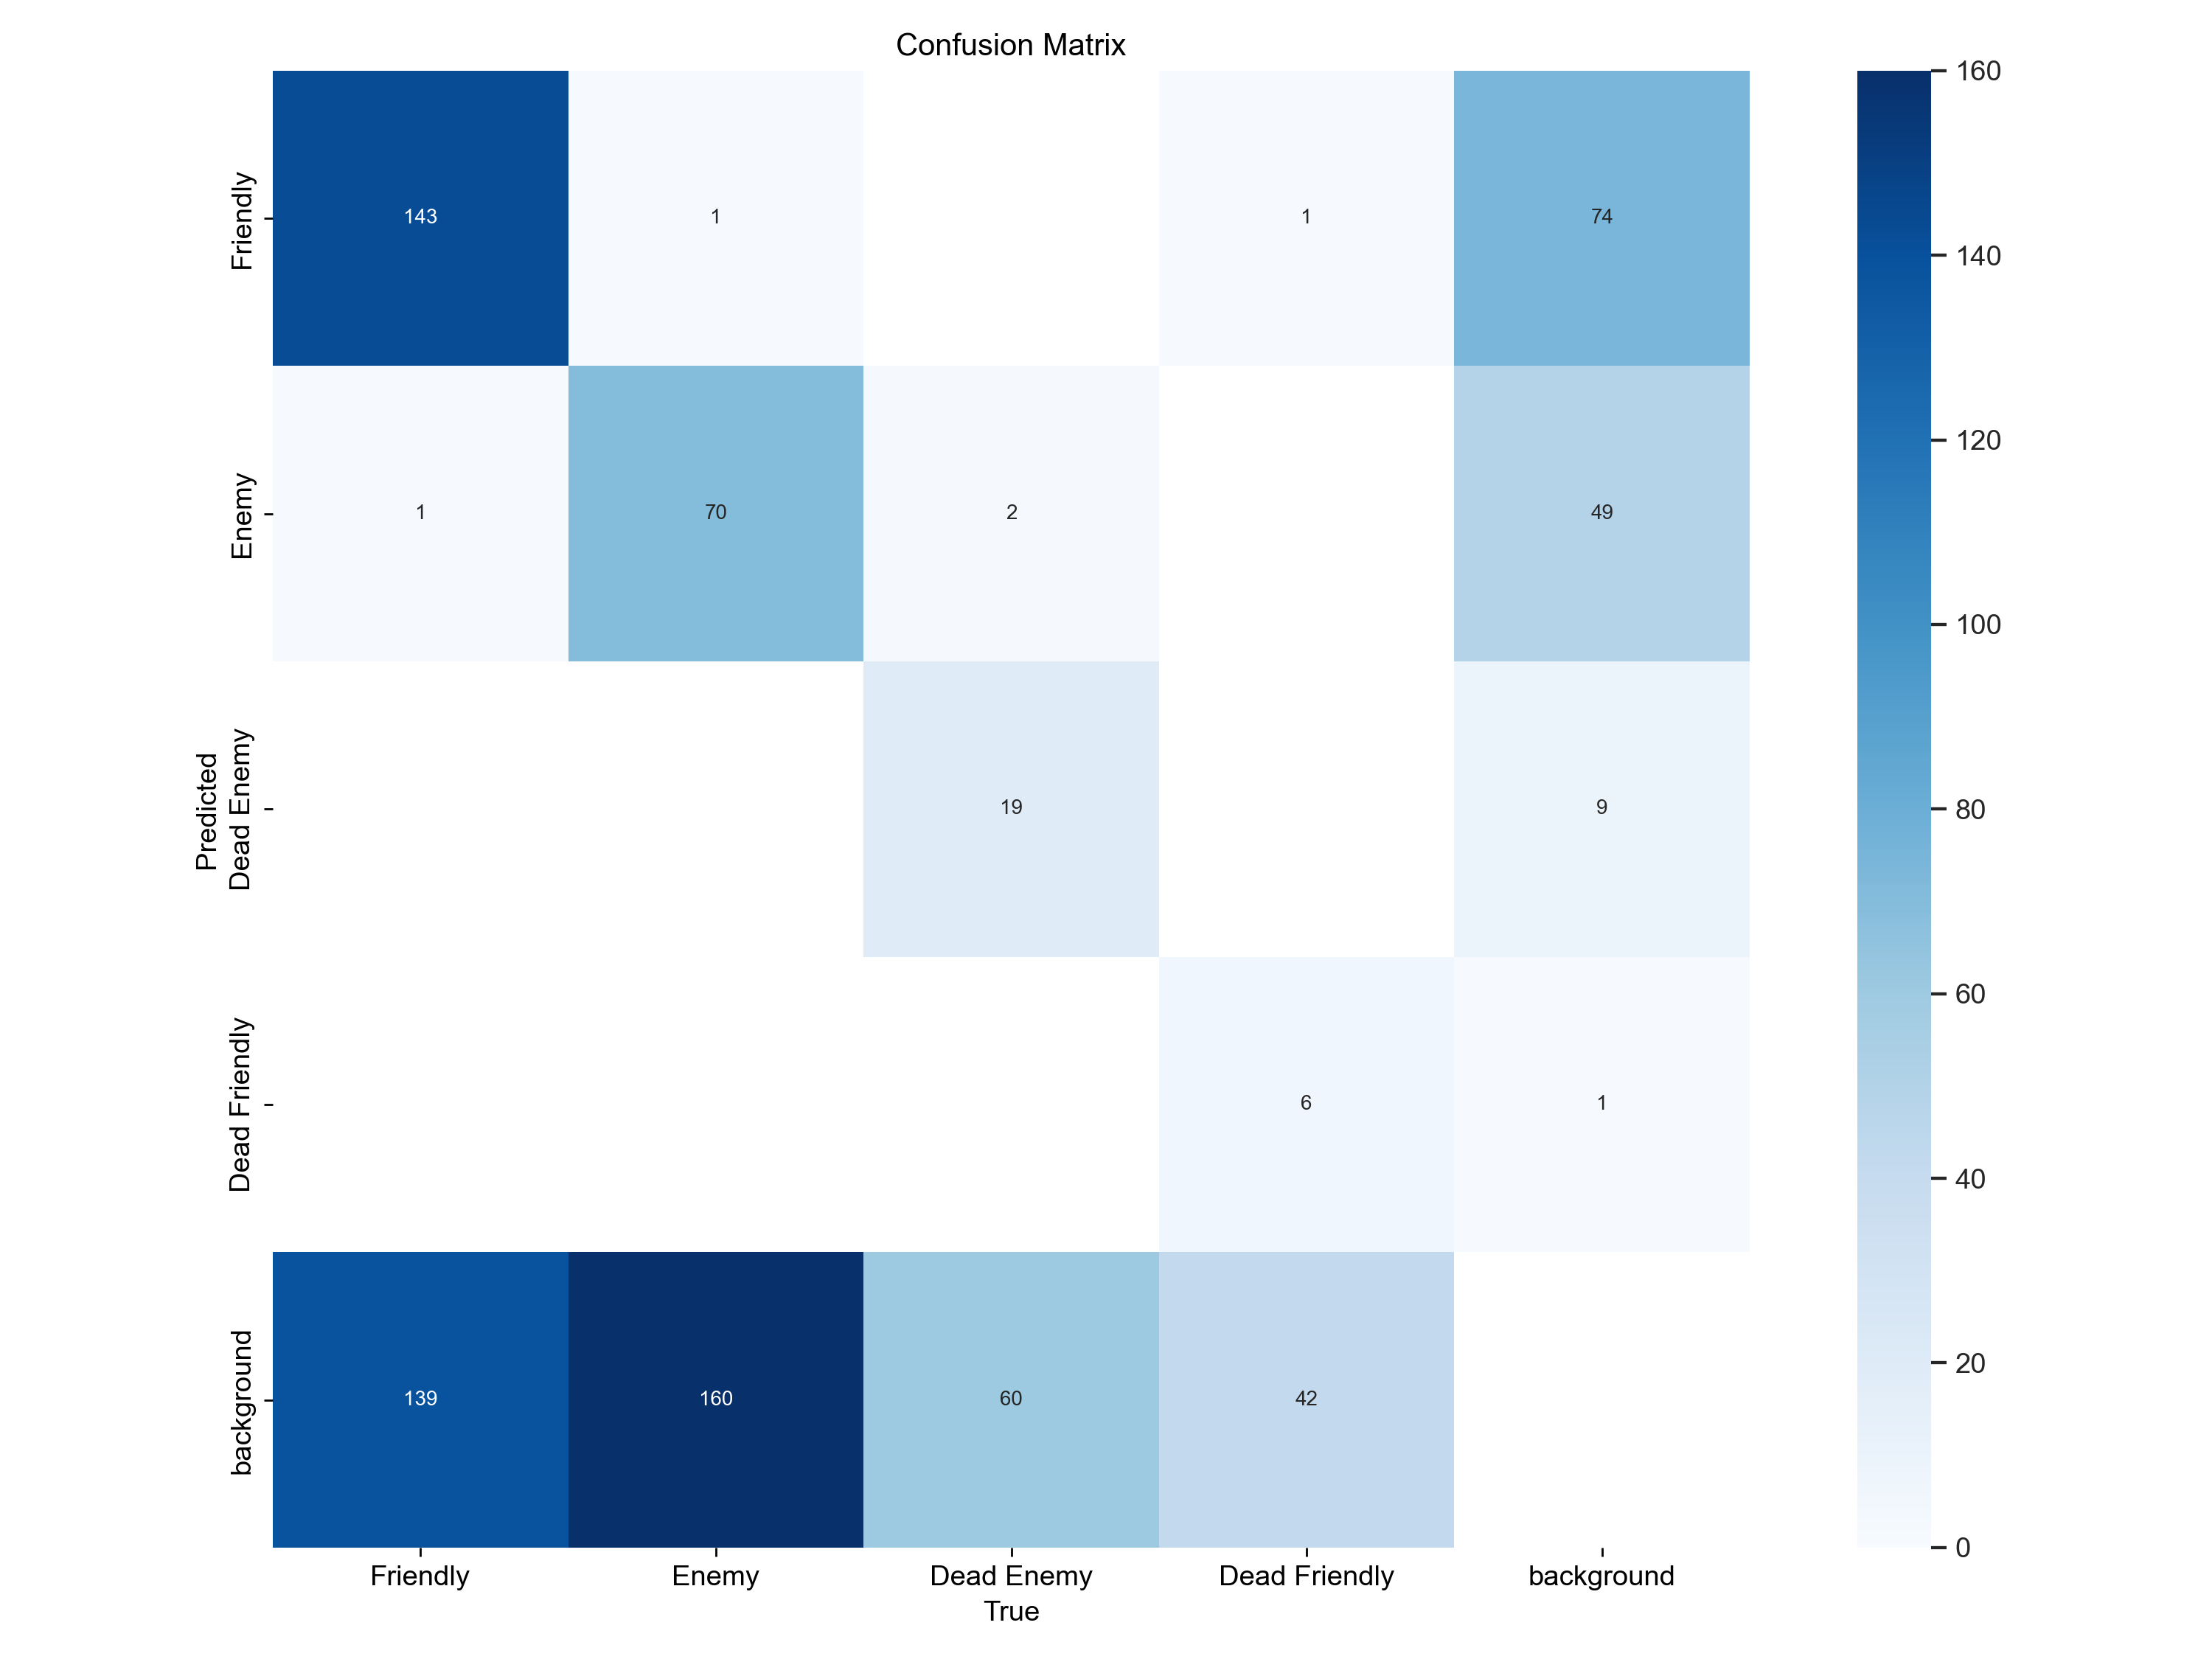 Confusion Matrix
Friendly
143
1
1
74
Enemy
1
70
2
49
Predicted
Dead Enemy
19
9
Dead Friendly
6
1
background
139
160
60
42
Friendly
Enemy
Dead Enemy
Dead Friendly
background
True
160
140
120
100
80
60
40
20
0